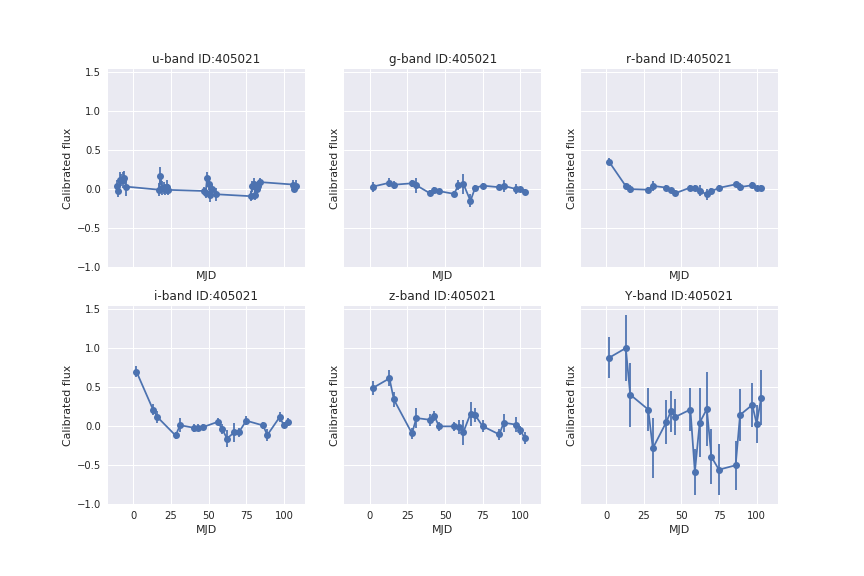 u-band ID:405021
g-band ID:405021
r-band ID:405021
1.5
1.0
0.5
0.0
−0.5
−1.0
Calibrated flux
Calibrated flux
Calibrated flux
MJD
MJD
MJD
i-band ID:405021
z-band ID:405021
Y-band ID:405021
1.5
1.0
0.5
0.0
−0.5
−1.0
Calibrated flux
Calibrated flux
Calibrated flux
0 25 50 75 100
0 25 50 75 100
0 25 50 75 100
MJD
MJD
MJD